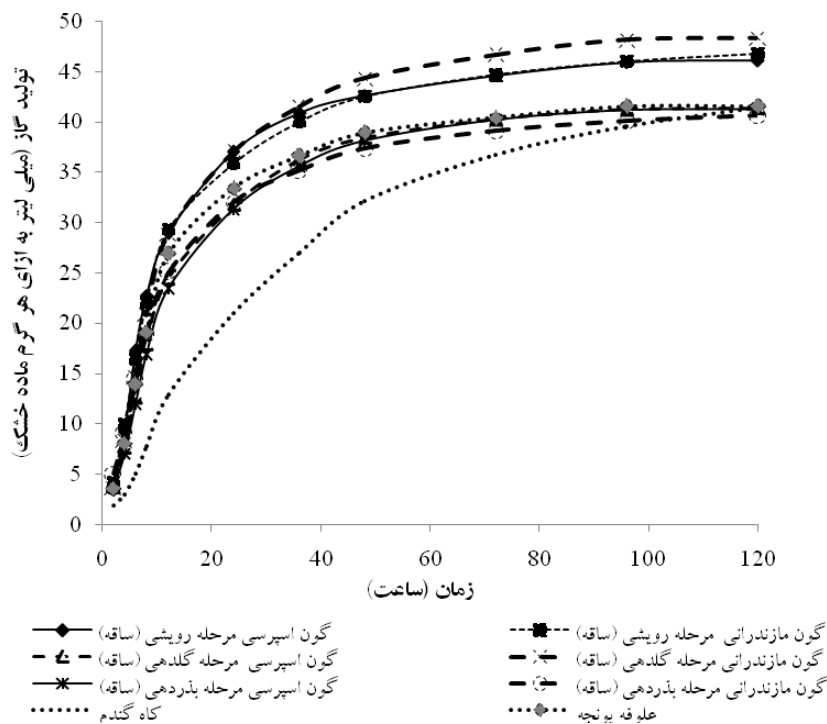 تولید گاز (میلی لیتر به ازای هر گرم ماده خشک)
50
45
40
35
30
25
20
15
10
5
0
0 20 40 60 80 100 120
زمان (ساعت)
گون مازندرانی مرحله رویشی (ساقه)
گون اسپرسی مرحله رویشی (ساقه)
گون مازندرانی مرحله گلدهی (ساقه)
گون اسپرسی مرحله گلدهی (ساقه)
گون مازندرانی مرحله بذردهی (ساقه)
گون اسپرسی مرحله بذردهی (ساقه)
علوفه یونجه
کاه گندم